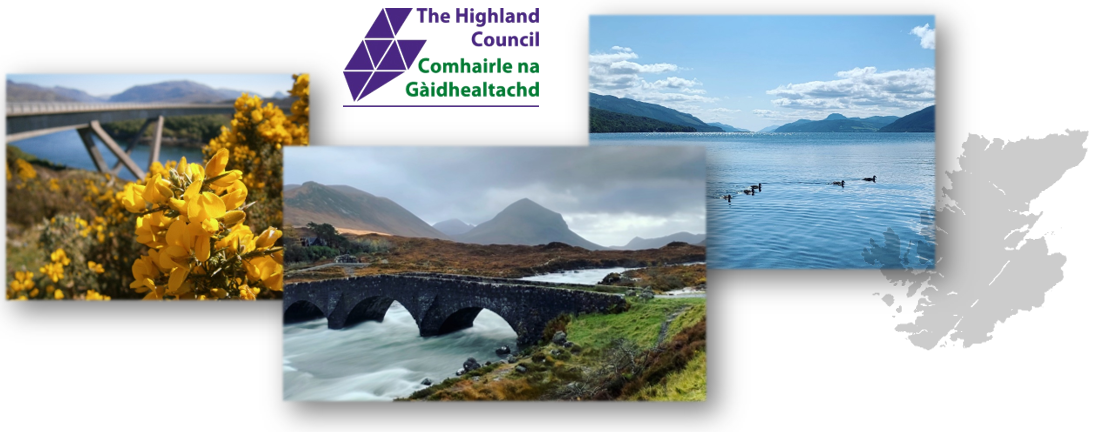 The Highland
Council
Comhairle na
Gàidhealtachd